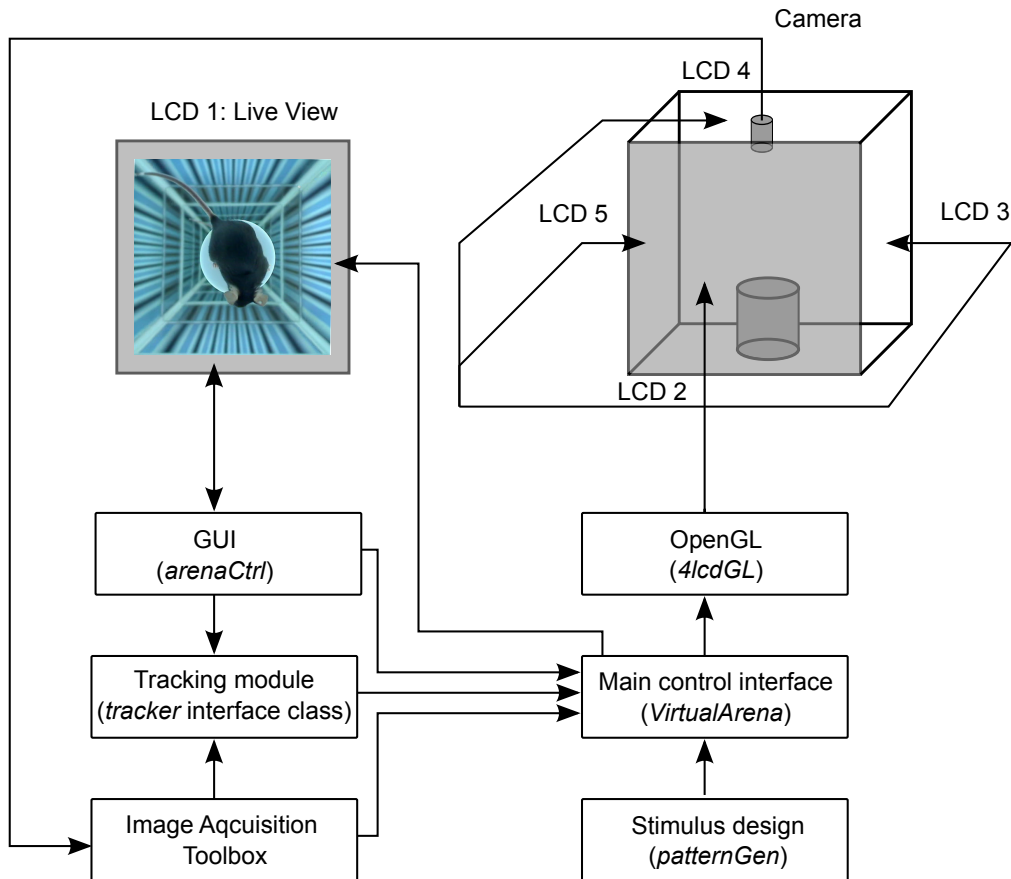 Camera
LCD 4
LCD 1: Live View
LCD 5
LCD 3
LCD 2
GUI
(arenaCtrl)
OpenGL
(4lcdGL)
Tracking module
(tracker interface class)
Main control interface
(VirtualArena)
Image Aqcuisition
Toolbox
Stimulus design
(patternGen)